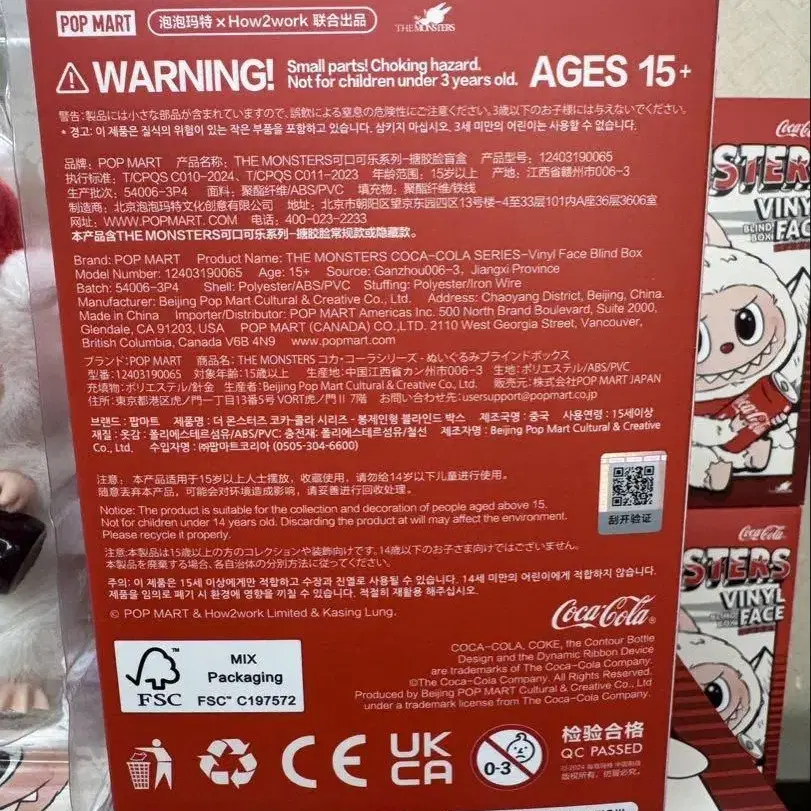 POP MART 泡泡玛特×How2work 联合出品 THE MONSTERS
WARNING! Small parts! Choking hazard.
Not for children under 3 years old. AGES 15+
警告:製品には小さな部品が含まれていますので、誤飲による窒息の危険性にご注意ください。3歳以下のお子様には与えないでください。
* 경고: 이 제품은 질식의 위험이 있는 작은 부품을 포함하고 있습니다. 삼키지 마십시오. 3세 미만의 어린이는 사용할 수 없습니다.
品牌: POP MART 产品名称: THE MONSTERS可口可乐系列-搪胶脸盲盒 产品型号: 12403190065
执行标准: T/CPQS C010-2024、T/CPQS C011-2023 年龄范围: 15岁以上 产地: 江西省赣州市006-3
生产批次: 54006-3P4 面料: 聚酯纤维/ABS/PVC 填充物: 聚酯纤维/铁线
制造商: 北京泡泡玛特文化创意有限公司 地址: 北京市朝阳区望京东园四区13号楼-4至33层101内A座36层3606室
网址: WWW.POPMART.COM 电话: 400-023-2233
本产品含THE MONSTERS可口可乐系列-搪胶脸常规款或隐藏款。
Brand: POP MART Product Name: THE MONSTERS COCA-COLA SERIES-Vinyl Face Blind Box
Model Number: 12403190065 Age: 15+ Source: Ganzhou006-3, Jiangxi Province
Batch: 54006-3P4 Shell: Polyester/ABS/PVC Stuffing: Polyester/Iron Wire
Manufacturer: Beijing Pop Mart Cultural & Creative Co., Ltd. Address: Chaoyang District, Beijing, China.
Made in China Importer/Distributor: POP MART Americas Inc. 500 North Brand Boulevard, Suite 2000,
Glendale, CA 91203, USA POP MART (CANADA) CO.,LTD. 2110 West Georgia Street, Vancouver,
British Columbia, Canada V6B 4N9 www.popmart.com
ブランド:POP MART 商品名: THE MONSTERS コカ・コーラシリーズ - ぬいぐるみブラインドボックス
型番:12403190065 対象年齢:15歳以上 生産地:中国江西省カン州市006-3 生地:ポリエステル/ABS/PVC
充填物:ポリエステル/針金 生産者:Beijing Pop Mart Cultural & Creative Co., Ltd. 販売元:株式会社POP MART JAPAN
住所:東京都港区虎ノ門一丁目13番5号 VORT虎ノ門Ⅱ 7階 お問い合わせ先:usersupport@popmart.co.jp
브랜드 : 팝마트 제품명 : 더 몬스터즈 코카-콜라 시리즈 - 봉제인형 블라인드 박스 제조국명 : 중국 사용연령 : 15세이상
재질 : 옷감 : 폴리에스테르섬유/ABS/PVC; 충전재: 폴리에스테르섬유/철선 제조자명 : Beijing Pop Mart Cultural & Creative
Co., Ltd. 수입자명 : ㈜팝마트코리아 (0505-304-6600)
注意: 本产品适用于15岁以上人士摆放，收藏使用，请勿给14岁以下儿童进行使用。
随意丢弃本产品，可能会对环境造成影响，请妥善进行回收处理。
刮开验证
Notice: The product is suitable for the collection and decoration of people aged above 15.
Not for children under 14 years old. Discarding the product at will may affect the environment.
Please recycle it properly.
注意:本製品は15歳以上の方のコレクションや装飾向けです。14歳以下のお子さま向けではございません。
本製品を廃棄する場合、各自治体の分別方法に従ってください。
주의: 이 제품은 15세 이상에게만 적합하고 수장과 진열로 사용될 수 있습니다. 14세 미만의 어린이에게 적합하지 않습니다.
제품을 임의로 폐기 시 환경에 영향을 끼칠 수 있습니다. 적절히 재활용 해주십시오.
© POP MART & How2work Limited & Kasing Lung.
Coca-Cola
COCA-COLA, COKE, the Contour Bottle
Design and the Dynamic Ribbon Device
are trademarks of The Coca-Cola Company.
©The Coca-Cola Company. All Rights Reserved.
Produced by Beijing POP MART Cultural & Creative Co., Ltd
under a trademark license from The Coca-Cola Company.
FSC
MIX
Packaging
FSC™ C197572
CE UK
CA
0-3
检验合格
QC PASSED
©2024 泡泡玛特 中国制造
版权所有，仿冒必究。
Coca-C
STERS
VINY
BLIND BOX FAC
Coca-Cola
Coca-Cola
STERS
VINYL
BLIND BOX FACE